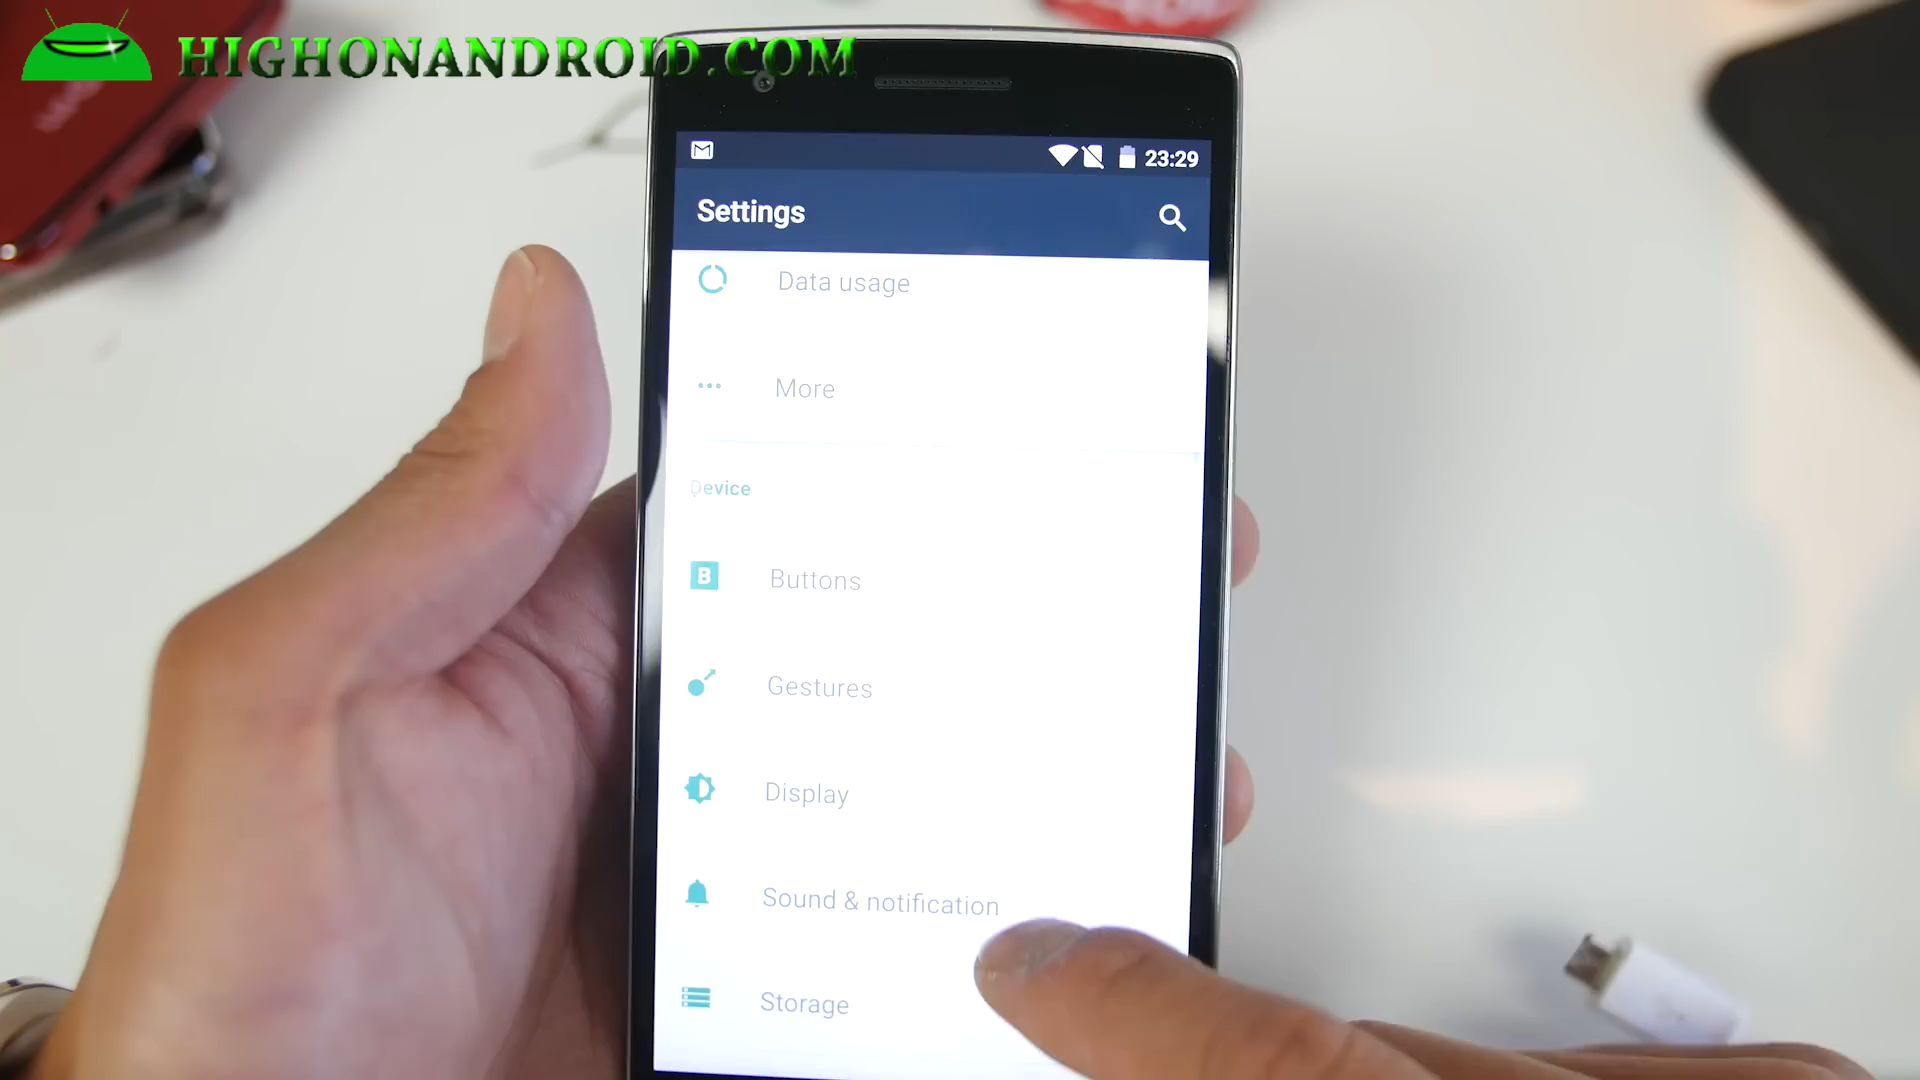 HIGHONANDROID.COM
23:29
Settings
Data usage
More
Device
B
Buttons
Gestures
Display
Sound & notification
Storage